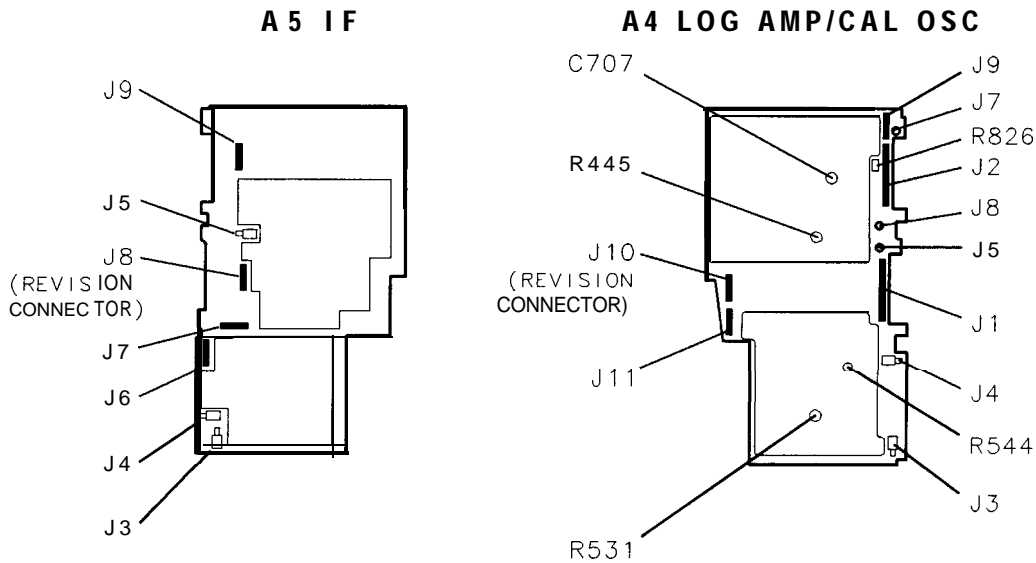 A5 IF
J9
J5
J8
(REVISION
CONNECTOR)
J7
J6
J4
J3
A4 LOG AMP/CAL OSC
C707
R445
J10
(REVISION
CONNECTOR)
J11
R531
J9
J7
R826
J2
J8
J5
J1
J4
R544
J3